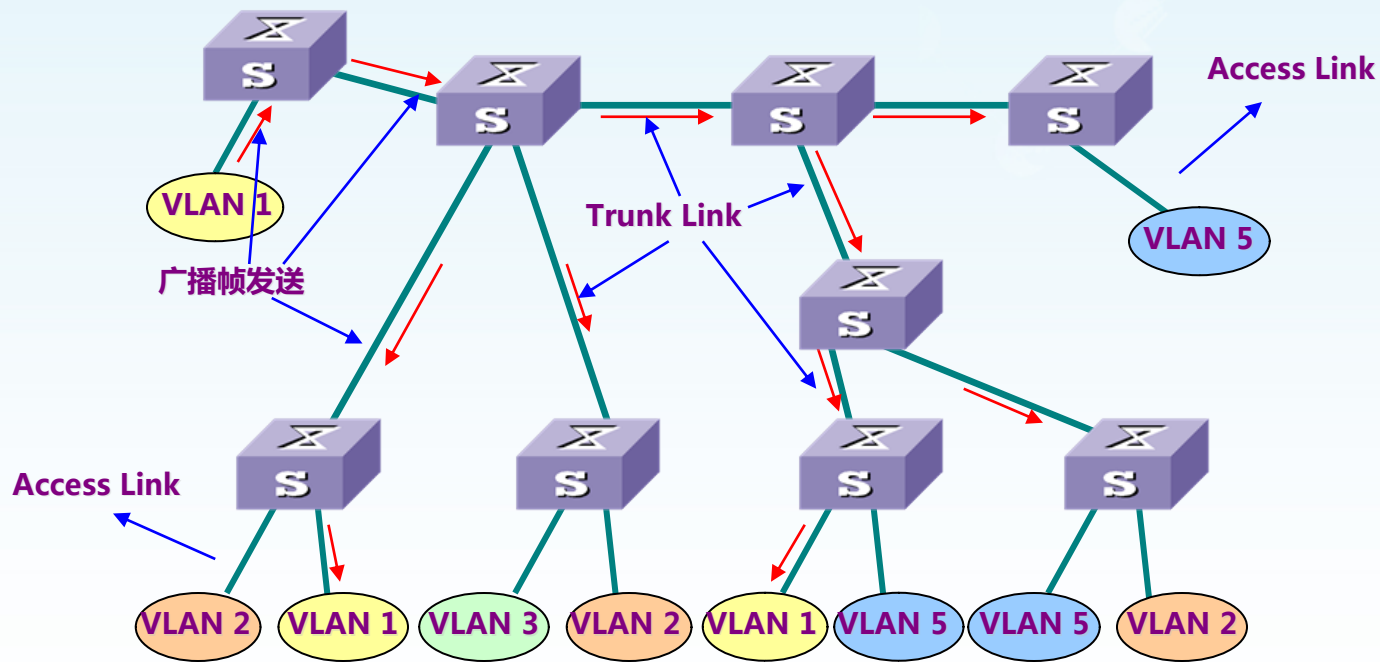 S
S
S
S
Access Link
VLAN 1
Trunk Link
VLAN 5
广播帧发送
S
S
S
S
S
Access Link
VLAN 2
VLAN 1
VLAN 3
VLAN 2
VLAN 1
VLAN 5
VLAN 5
VLAN 2